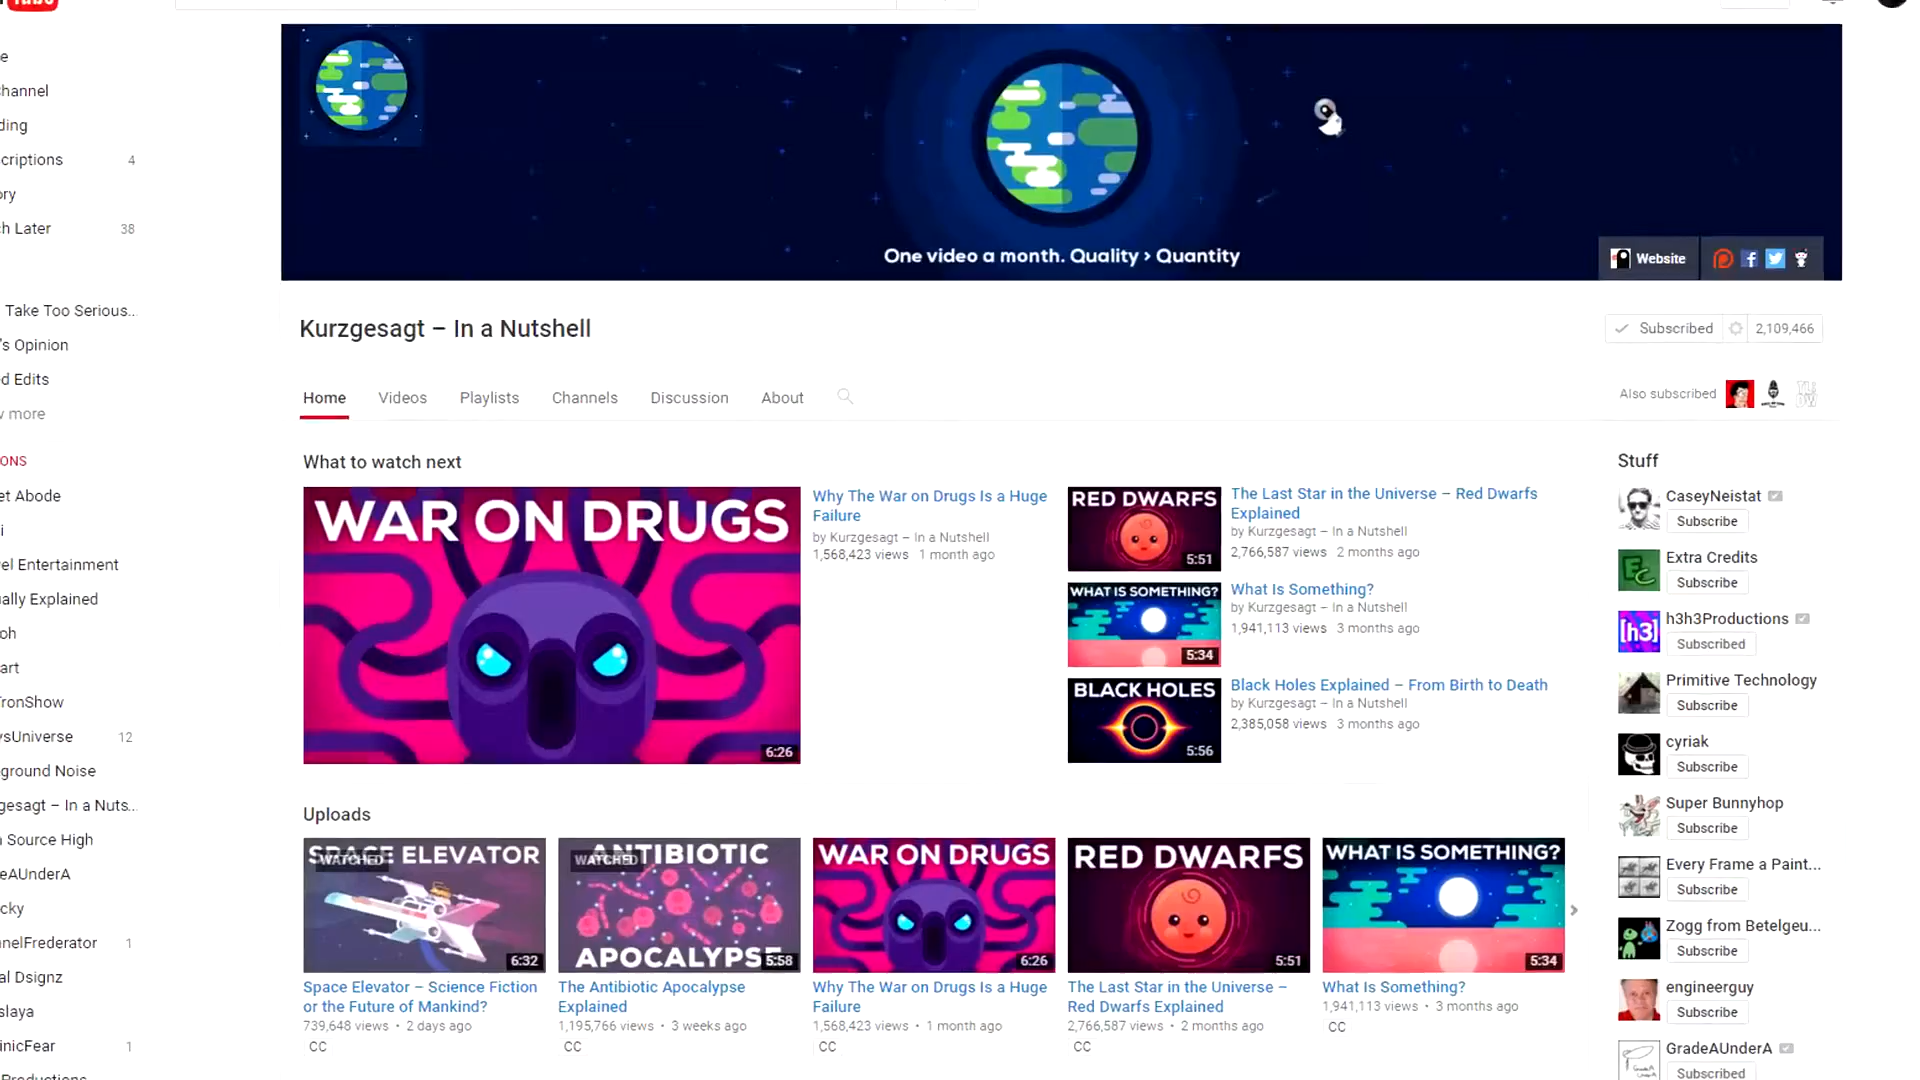 Tube
One video a month. Quality > Quantity
Website
Kurzgesagt – In a Nutshell
Subscribed
2,109,466
Home
Videos
Playlists
Channels
Discussion
About
Also subscribed
What to watch next
WAR ON DRUGS
6:26
Why The War on Drugs Is a Huge
Failure
by Kurzgesagt – In a Nutshell
1,568,423 views 1 month ago
RED DWARFS
5:51
The Last Star in the Universe – Red Dwarfs
Explained
by Kurzgesagt – In a Nutshell
2,766,587 views 2 months ago
WHAT IS SOMETHING?
5:34
What Is Something?
by Kurzgesagt – In a Nutshell
1,941,113 views 3 months ago
BLACK HOLES
5:56
Black Holes Explained – From Birth to Death
by Kurzgesagt – In a Nutshell
2,385,058 views 3 months ago
Uploads
SPACE ELEVATOR
WATCHED
6:32
Space Elevator – Science Fiction
or the Future of Mankind?
739,648 views • 2 days ago
CC
ANTIBIOTIC
WATCHED
APOCALYPSE
5:58
The Antibiotic Apocalypse
Explained
1,195,766 views • 3 weeks ago
CC
WAR ON DRUGS
6:26
Why The War on Drugs Is a Huge
Failure
1,568,423 views • 1 month ago
CC
RED DWARFS
5:51
The Last Star in the Universe –
Red Dwarfs Explained
2,766,587 views • 2 months ago
CC
WHAT IS SOMETHING?
5:34
What Is Something?
1,941,113 views • 3 months ago
CC
Stuff
CaseyNeistat
Subscribe
EC
Extra Credits
Subscribe
[h3]
h3h3Productions
Subscribed
Primitive Technology
Subscribe
cyriak
Subscribe
Super Bunnyhop
Subscribe
Every Frame a Paint...
Subscribe
Zogg from Betelgeu...
Subscribe
engineerguy
Subscribe
GradeAUnderA
Subscribed
e
hannel
ding
criptions 4
ory
h Later 38
Take Too Serious...
's Opinion
d Edits
w more
ONS
et Abode
i
el Entertainment
ally Explained
oh
art
ronShow
ysUniverse 12
ground Noise
gesagt – In a Nuts...
Source High
eAUnderA
cky
nelFrederator 1
al Dsignz
slaya
inicFear 1
Productions